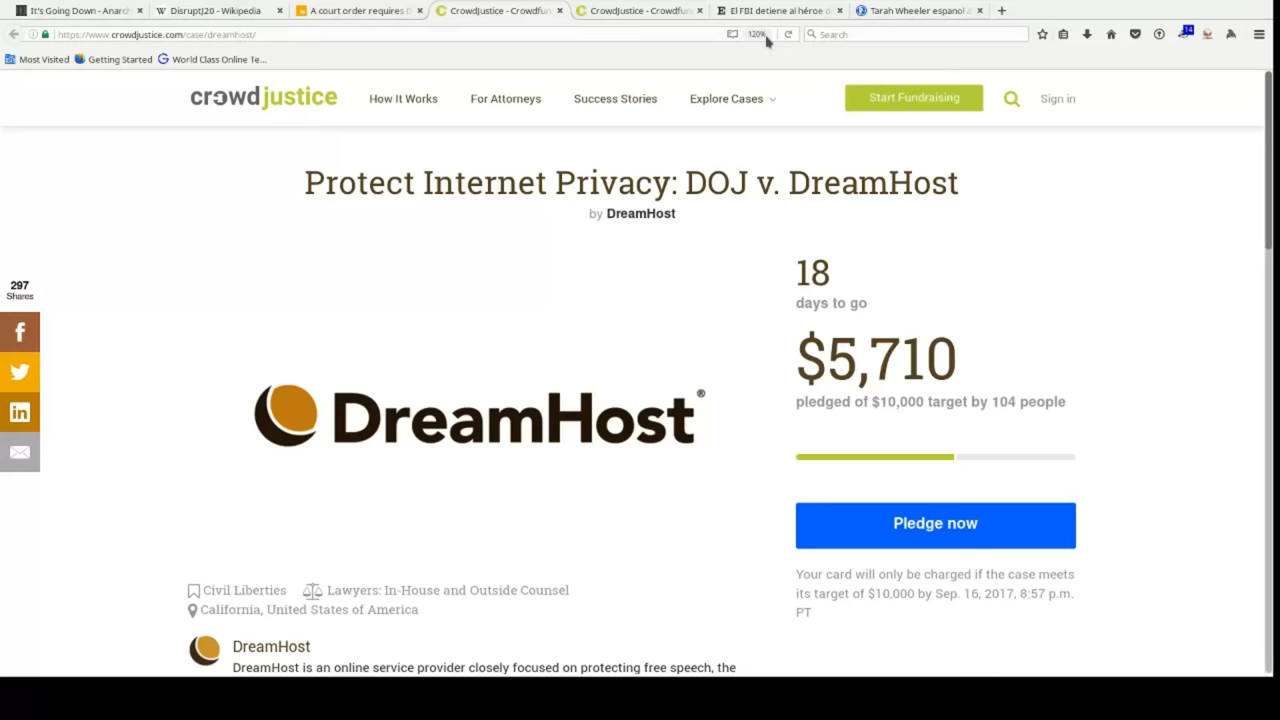 It's Going Down - Anarc
DisruptJ20 - Wikipedia
A court order requires D
CrowdJustice - Crowdfun
CrowdJustice - Crowdfun
El FBI detiene al héroe d
Tarah Wheeler espanol a
https://www.crowdjustice.com/case/dreamhost/
120%
Search
14
Most Visited
Getting Started
World Class Online Te...
crowdjustice
How It Works
For Attorneys
Success Stories
Explore Cases
Start Fundraising
Sign in
Protect Internet Privacy: DOJ v. DreamHost
by DreamHost
297
Shares
18
days to go
$5,710
pledged of $10,000 target by 104 people
DreamHost®
Pledge now
Your card will only be charged if the case meets
its target of $10,000 by Sep. 16, 2017, 8:57 p.m.
PT
Civil Liberties
Lawyers: In-House and Outside Counsel
California, United States of America
DreamHost
DreamHost is an online service provider closely focused on protecting free speech, the